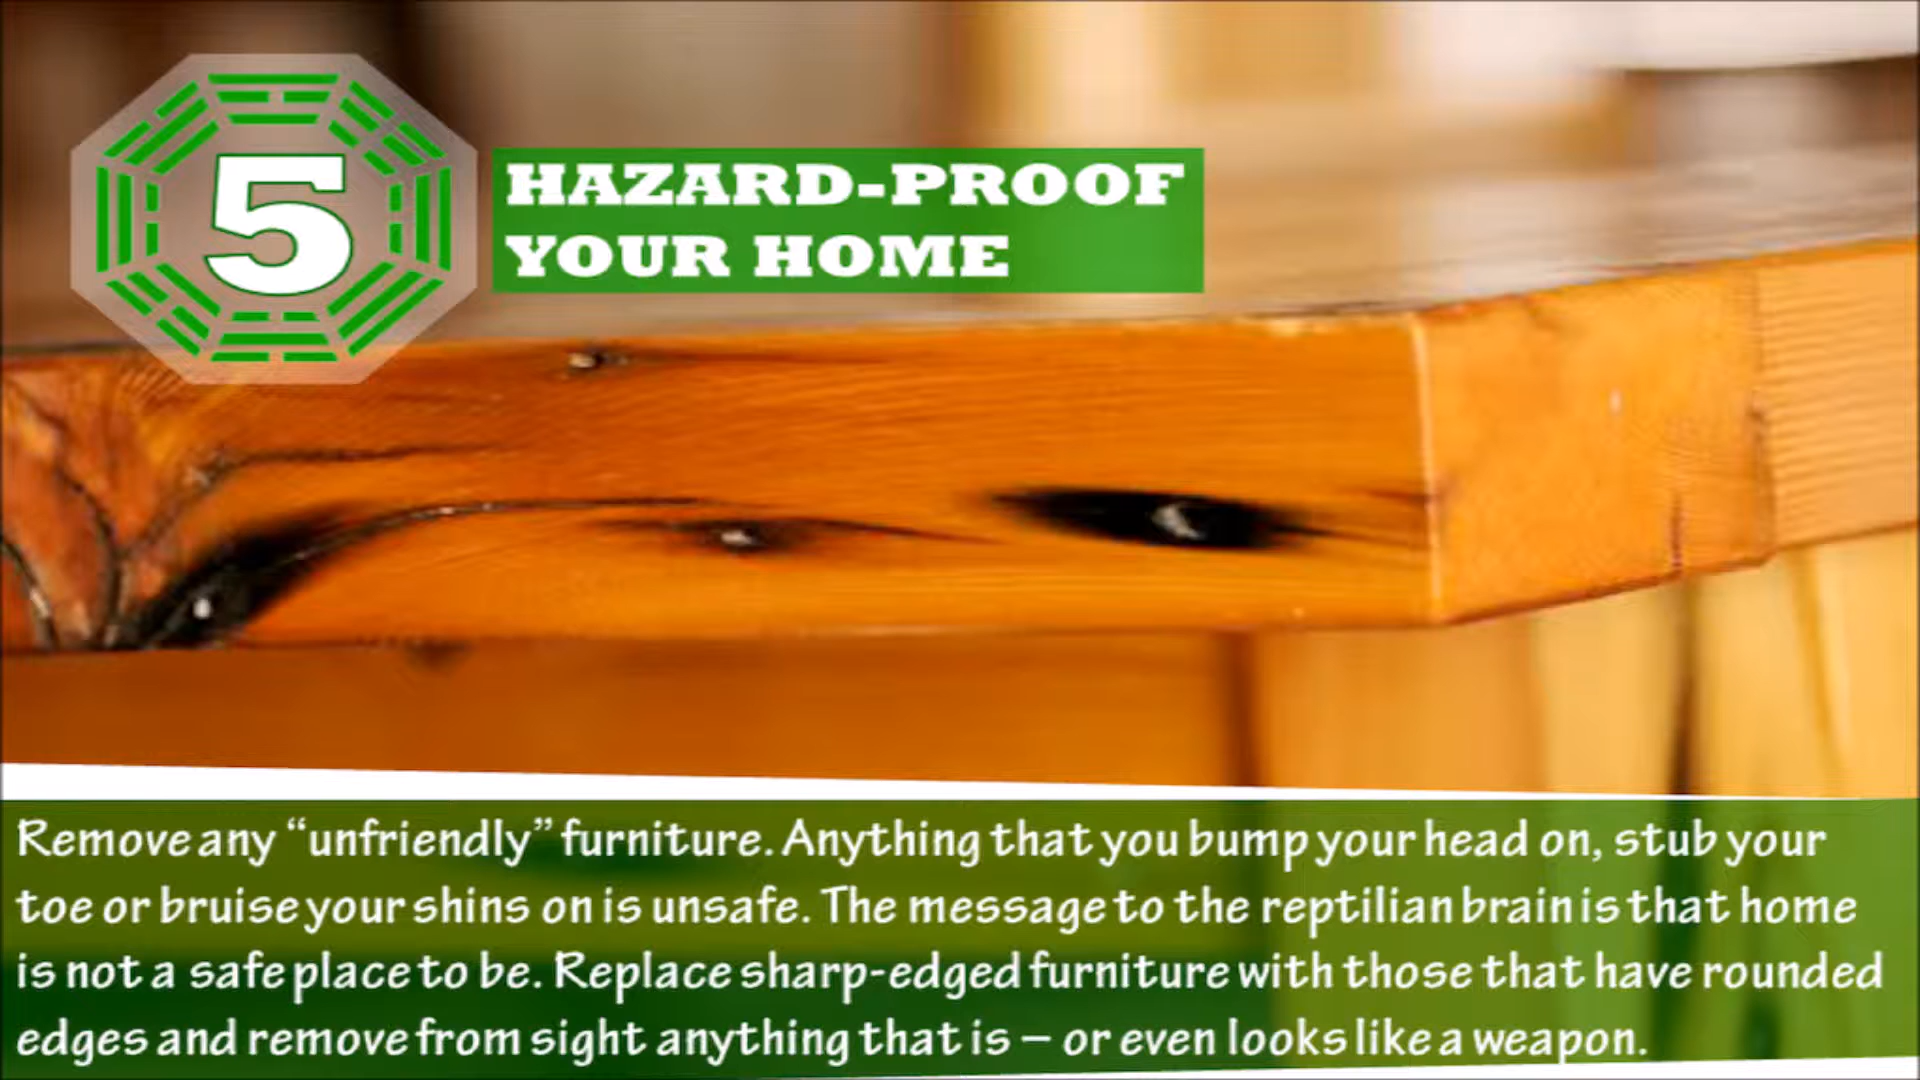 5
HAZARD-PROOF
YOUR HOME
Remove any “unfriendly” furniture. Anything that you bump your head on, stub your
toe or bruise your shins on is unsafe. The message to the reptilian brain is that home
is not a safe place to be. Replace sharp-edged furniture with those that have rounded
edges and remove from sight anything that is – or even looks like a weapon.